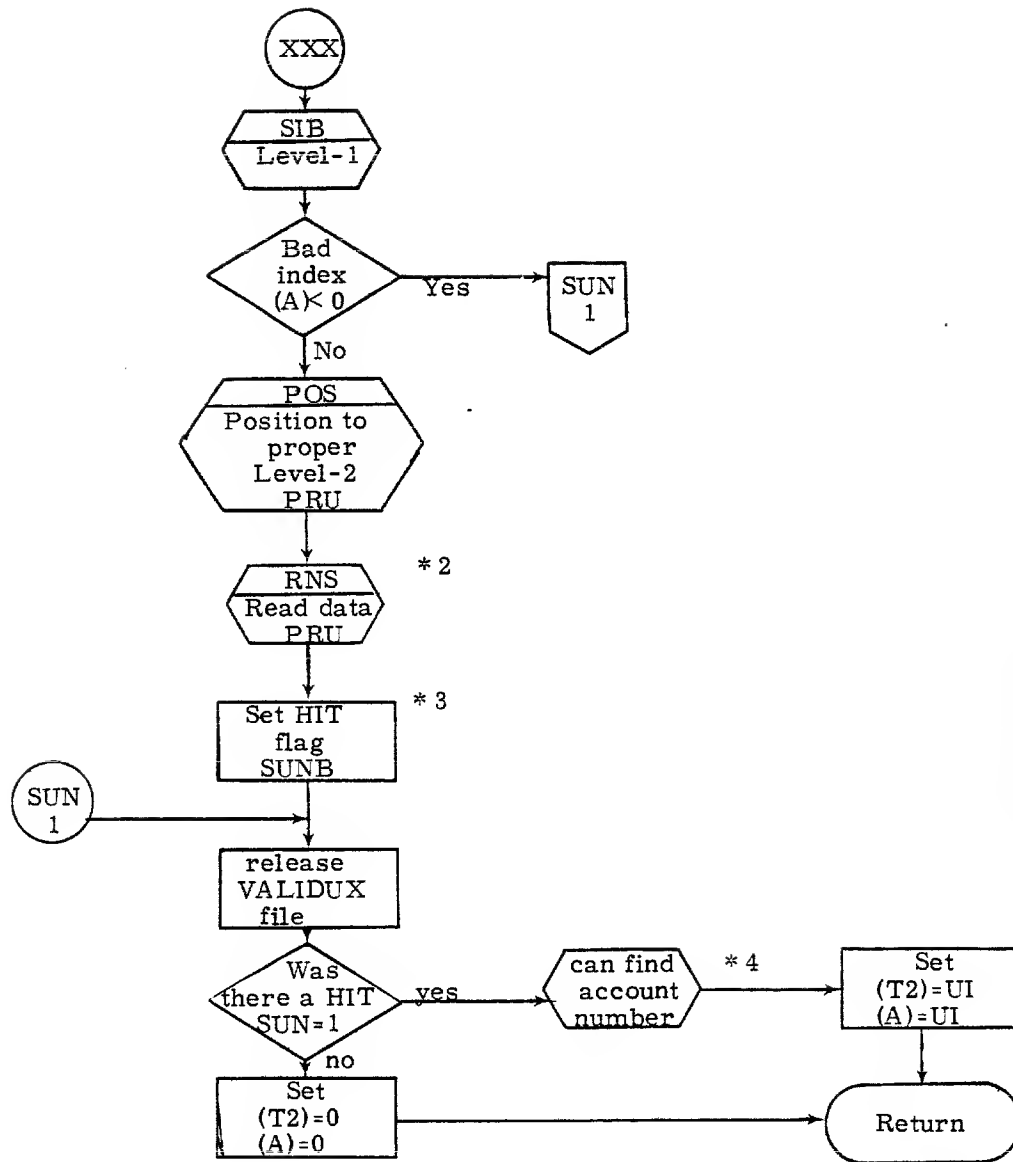 XXX
SIB
Level-1
Bad
index
(A)< 0
Yes
SUN
1
No
POS
Position to
proper
Level-2
PRU
*2
RNS
Read data
PRU
*3
Set HIT
flag
SUNB
SUN
1
release
VALIDUX
file
Was
there a HIT
SUN=1
yes
can find
account
number
*4
Set
(T2)=UI
(A)=UI
no
Set
(T2)=0
(A)=0
Return